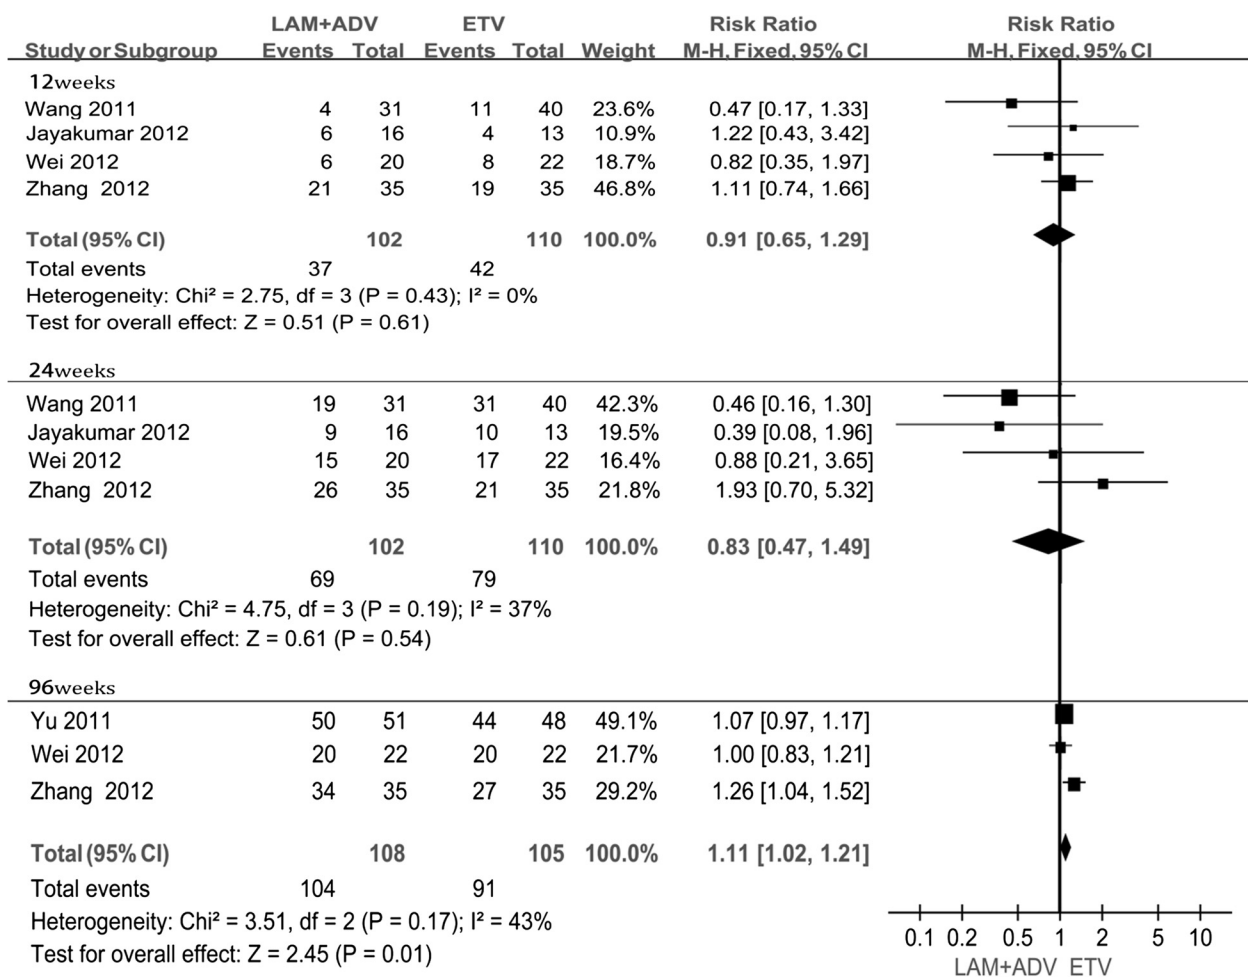 LAM+ADV ETV Risk Ratio Risk Ratio
Study or Subgroup Events Total Events Total Weight M-H, Fixed, 95% CI M-H, Fixed, 95% CI
12weeks
Wang 2011 4 31 11 40 23.6% 0.47 [0.17, 1.33]
Jayakumar 2012 6 16 4 13 10.9% 1.22 [0.43, 3.42]
Wei 2012 6 20 8 22 18.7% 0.82 [0.35, 1.97]
Zhang 2012 21 35 19 35 46.8% 1.11 [0.74, 1.66]
Total (95% CI) 102 110 100.0% 0.91 [0.65, 1.29]
Total events 37 42
Heterogeneity: Chi² = 2.75, df = 3 (P = 0.43); I² = 0%
Test for overall effect: Z = 0.51 (P = 0.61)
24weeks
Wang 2011 19 31 31 40 42.3% 0.46 [0.16, 1.30]
Jayakumar 2012 9 16 10 13 19.5% 0.39 [0.08, 1.96]
Wei 2012 15 20 17 22 16.4% 0.88 [0.21, 3.65]
Zhang 2012 26 35 21 35 21.8% 1.93 [0.70, 5.32]
Total (95% CI) 102 110 100.0% 0.83 [0.47, 1.49]
Total events 69 79
Heterogeneity: Chi² = 4.75, df = 3 (P = 0.19); I² = 37%
Test for overall effect: Z = 0.61 (P = 0.54)
96weeks
Yu 2011 50 51 44 48 49.1% 1.07 [0.97, 1.17]
Wei 2012 20 22 20 22 21.7% 1.00 [0.83, 1.21]
Zhang 2012 34 35 27 35 29.2% 1.26 [1.04, 1.52]
Total (95% CI) 108 105 100.0% 1.11 [1.02, 1.21]
Total events 104 91
Heterogeneity: Chi² = 3.51, df = 2 (P = 0.17); I² = 43%
Test for overall effect: Z = 2.45 (P = 0.01)
0.1 0.2 0.5 1 2 5 10
LAM+ADV ETV